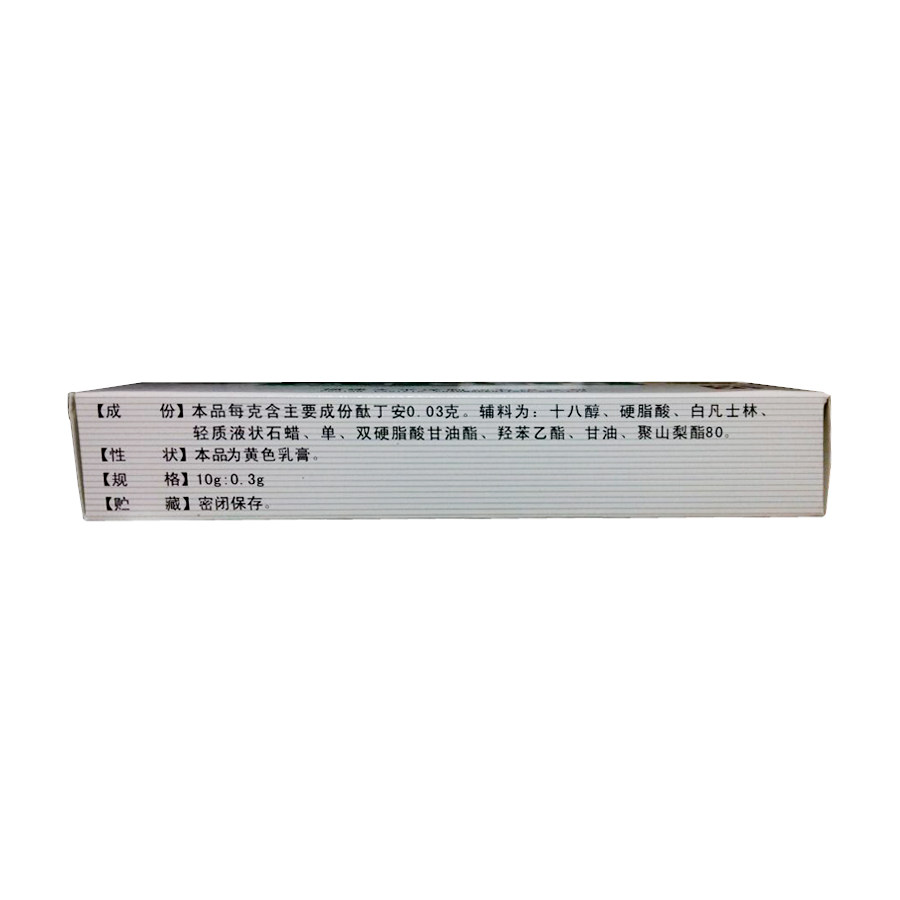 【成 份】本品每克含主要成份酞丁安0.03克。辅料为：十八醇、硬脂酸、白凡士林、
轻质液状石蜡、单、双硬脂酸甘油酯、羟苯乙酯、甘油、聚山梨酯80。
【性 状】本品为黄色乳膏。
【规 格】10g:0.3g
【贮 藏】密闭保存。